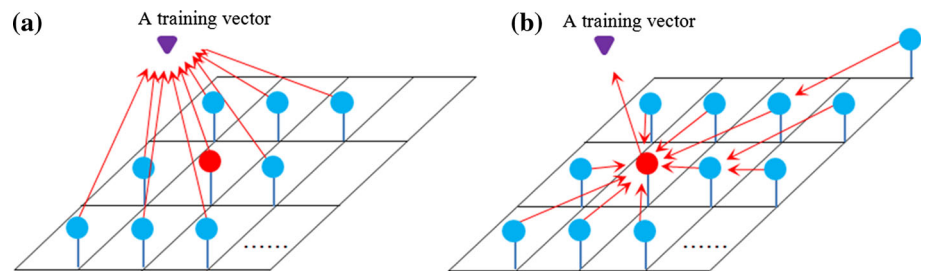 (a)
A training vector
......
(b)
A training vector
......